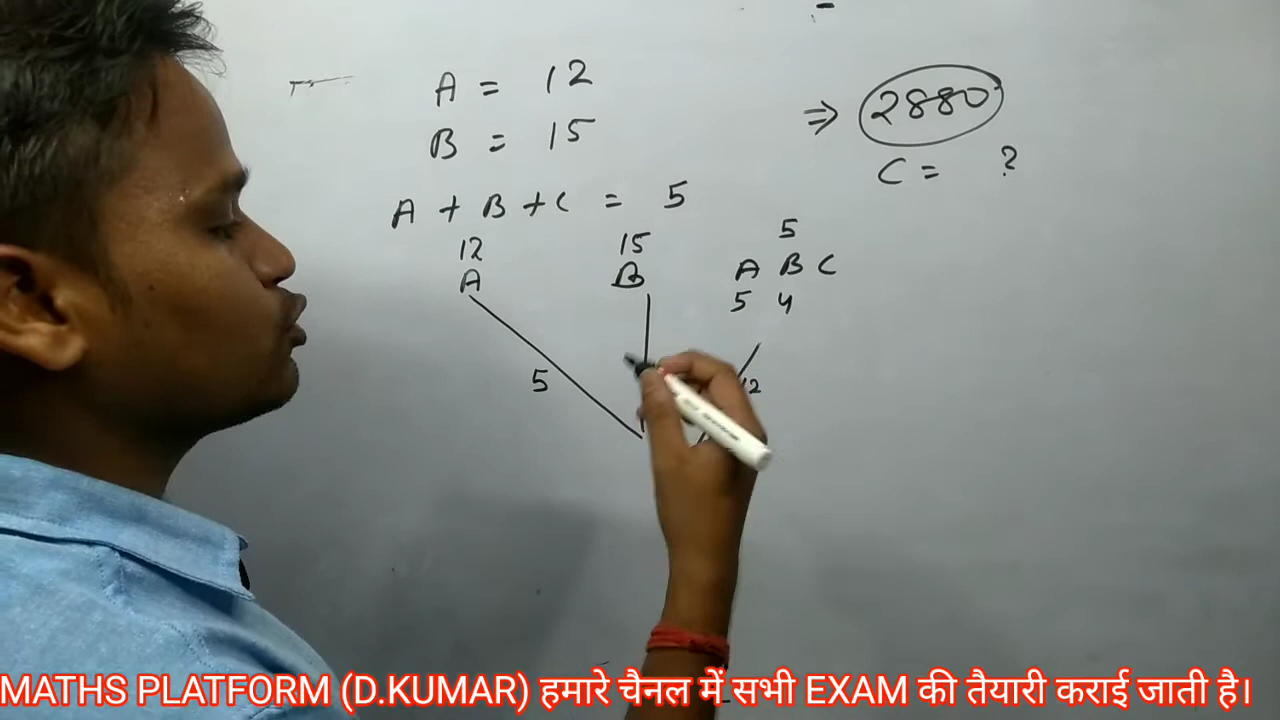 A = 12
B = 15
A + B + C = 5
⇒ 2880
C = ?
12 15 5
A B A B C
5 4
5 12
MATHS PLATFORM (D.KUMAR) हमारे चैनल में सभी EXAM की तैयारी कराई जाती है।